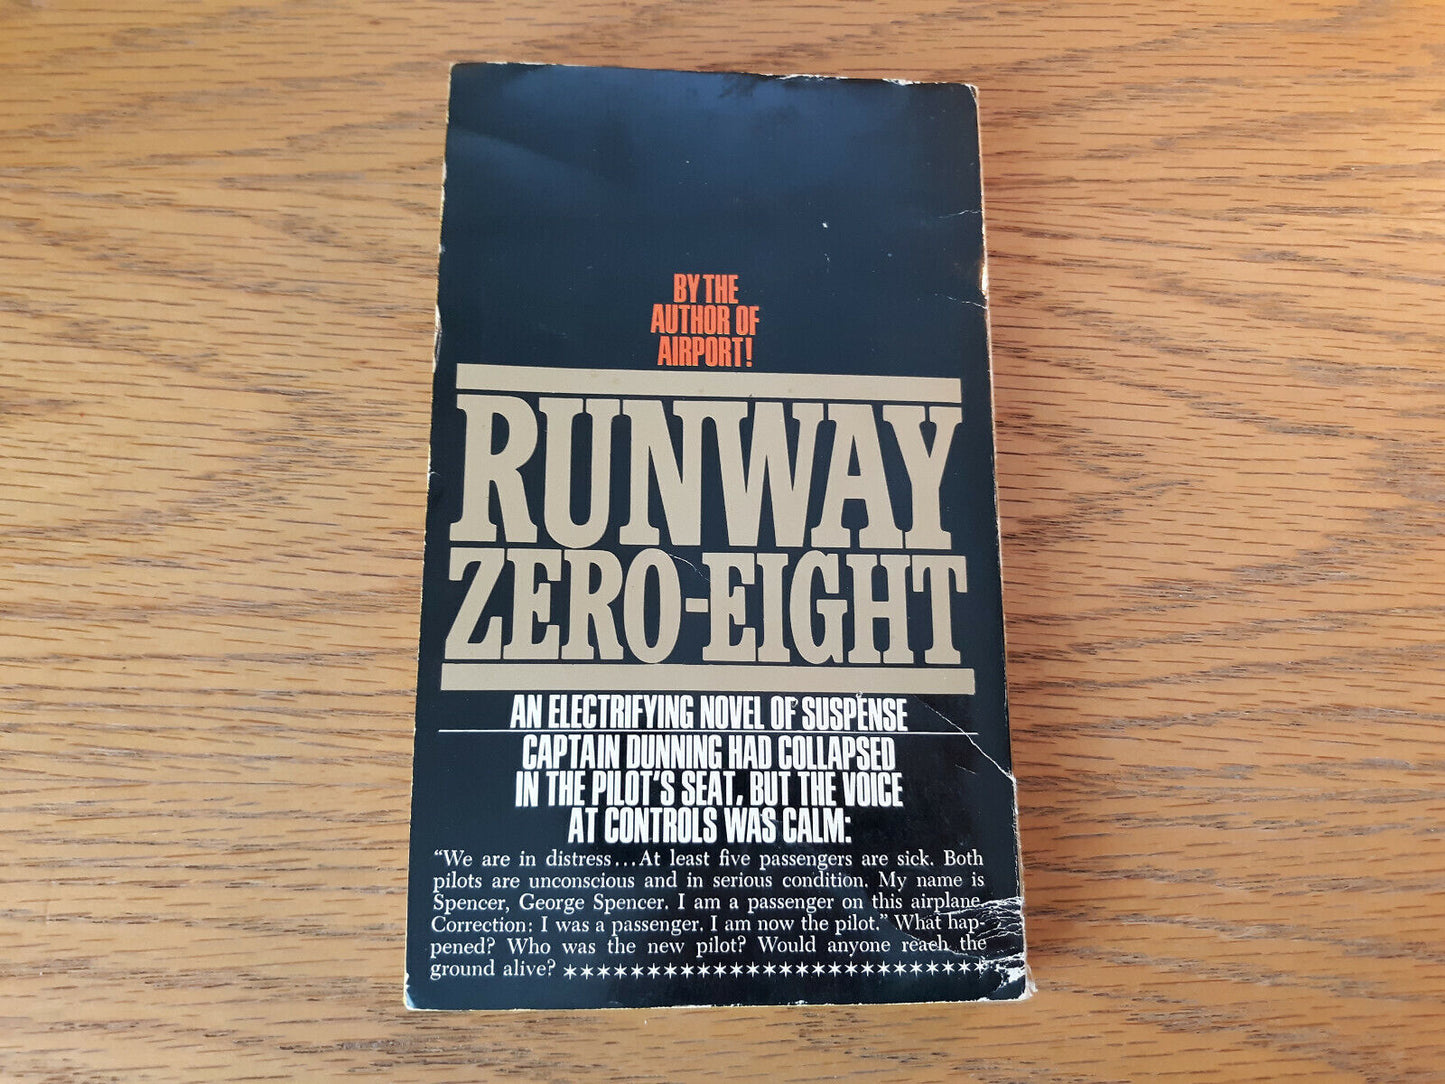 BY THE
AUTHOR OF
AIRPORT!
RUNWAY
ZERO-EIGHT
AN ELECTRIFYING NOVEL OF SUSPENSE
CAPTAIN DUNNING HAD COLLAPSED
IN THE PILOT'S SEAT, BUT THE VOICE
AT CONTROLS WAS CALM:
"We are in distress...At least five passengers are sick. Both
pilots are unconscious and in serious condition. My name is
Spencer, George Spencer. I am a passenger on this airplane.
Correction: I was a passenger. I am now the pilot." What hap-
pened? Who was the new pilot? Would anyone reach the
ground alive? **************************